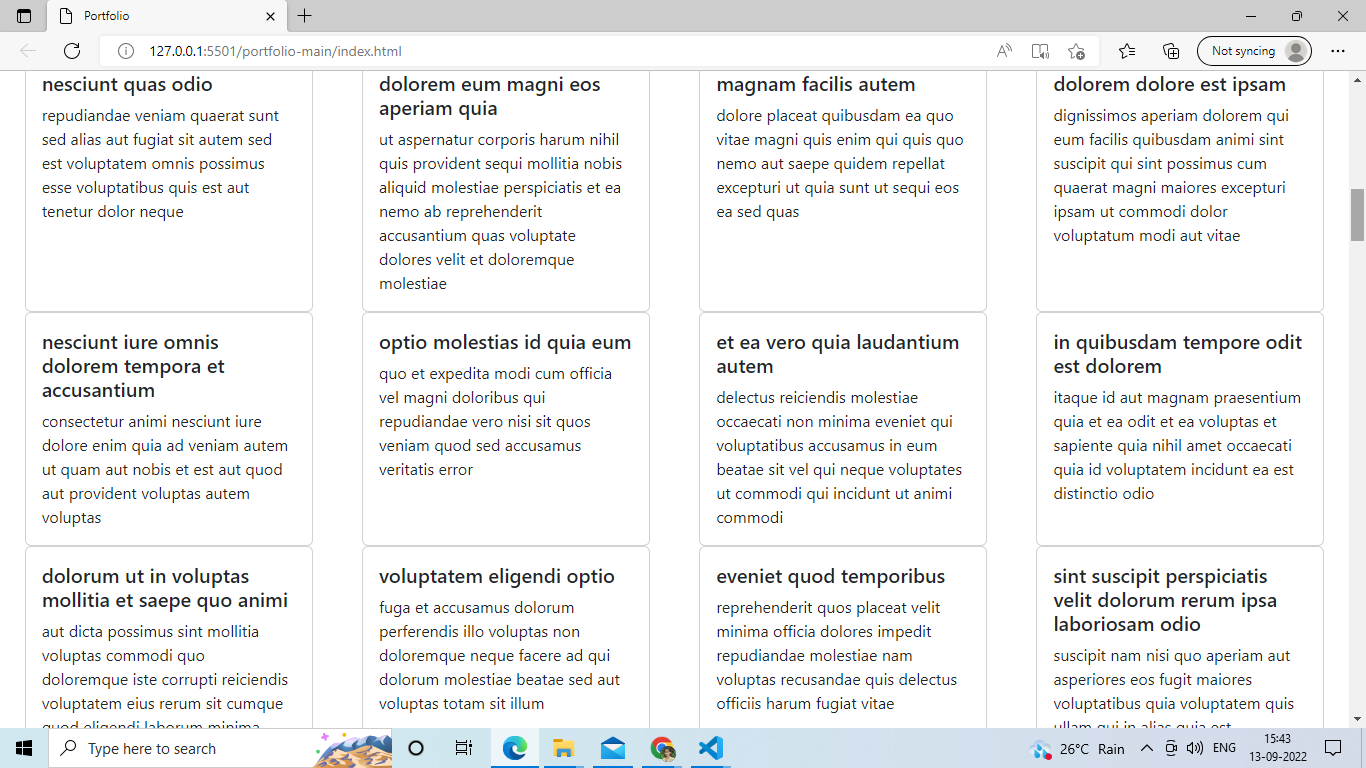 Portfolio
127.0.0.1:5501/portfolio-main/index.html
Not syncing
nesciunt quas odio
repudiandae veniam quaerat sunt
sed alias aut fugiat sit autem sed
est voluptatem omnis possimus
esse voluptatibus quis est aut
tenetur dolor neque
dolorem eum magni eos
aperiam quia
ut aspernatur corporis harum nihil
quis provident sequi mollitia nobis
aliquid molestiae perspiciatis et ea
nemo ab reprehenderit
accusantium quas voluptate
dolores velit et doloremque
molestiae
magnam facilis autem
dolore placeat quibusdam ea quo
vitae magni quis enim qui quis quo
nemo aut saepe quidem repellat
excepturi ut quia sunt ut sequi eos
ea sed quas
dolorem dolore est ipsam
dignissimos aperiam dolorem qui
eum facilis quibusdam animi sint
suscipit qui sint possimus cum
quaerat magni maiores excepturi
ipsam ut commodi dolor
voluptatum modi aut vitae
nesciunt iure omnis
dolorem tempora et
accusantium
consectetur animi nesciunt iure
dolore enim quia ad veniam autem
ut quam aut nobis et est aut quod
aut provident voluptas autem
voluptas
optio molestias id quia eum
quo et expedita modi cum officia
vel magni doloribus qui
repudiandae vero nisi sit quos
veniam quod sed accusamus
veritatis error
et ea vero quia laudantium
autem
delectus reiciendis molestiae
occaecati non minima eveniet qui
voluptatibus accusamus in eum
beatae sit vel qui neque voluptates
ut commodi qui incidunt ut animi
commodi
in quibusdam tempore odit
est dolorem
itaque id aut magnam praesentium
quia et ea odit et ea voluptas et
sapiente quia nihil amet occaecati
quia id voluptatem incidunt ea est
distinctio odio
dolorum ut in voluptas
mollitia et saepe quo animi
aut dicta possimus sint mollitia
voluptas commodi quo
doloremque iste corrupti reiciendis
voluptatem eius rerum sit cumque
quod eligendi laborum minima
voluptatem eligendi optio
fuga et accusamus dolorum
perferendis illo voluptas non
doloremque neque facere ad qui
dolorum molestiae beatae sed aut
voluptas totam sit illum
eveniet quod temporibus
reprehenderit quos placeat velit
minima officia dolores impedit
repudiandae molestiae nam
voluptas recusandae quis delectus
officiis harum fugiat vitae
sint suscipit perspiciatis
velit dolorum rerum ipsa
laboriosam odio
suscipit nam nisi quo aperiam aut
asperiores eos fugit maiores
voluptatibus quia voluptatem quis
ullam qui in alias quia est
Type here to search
26°C Rain
ENG
15:43
13-09-2022